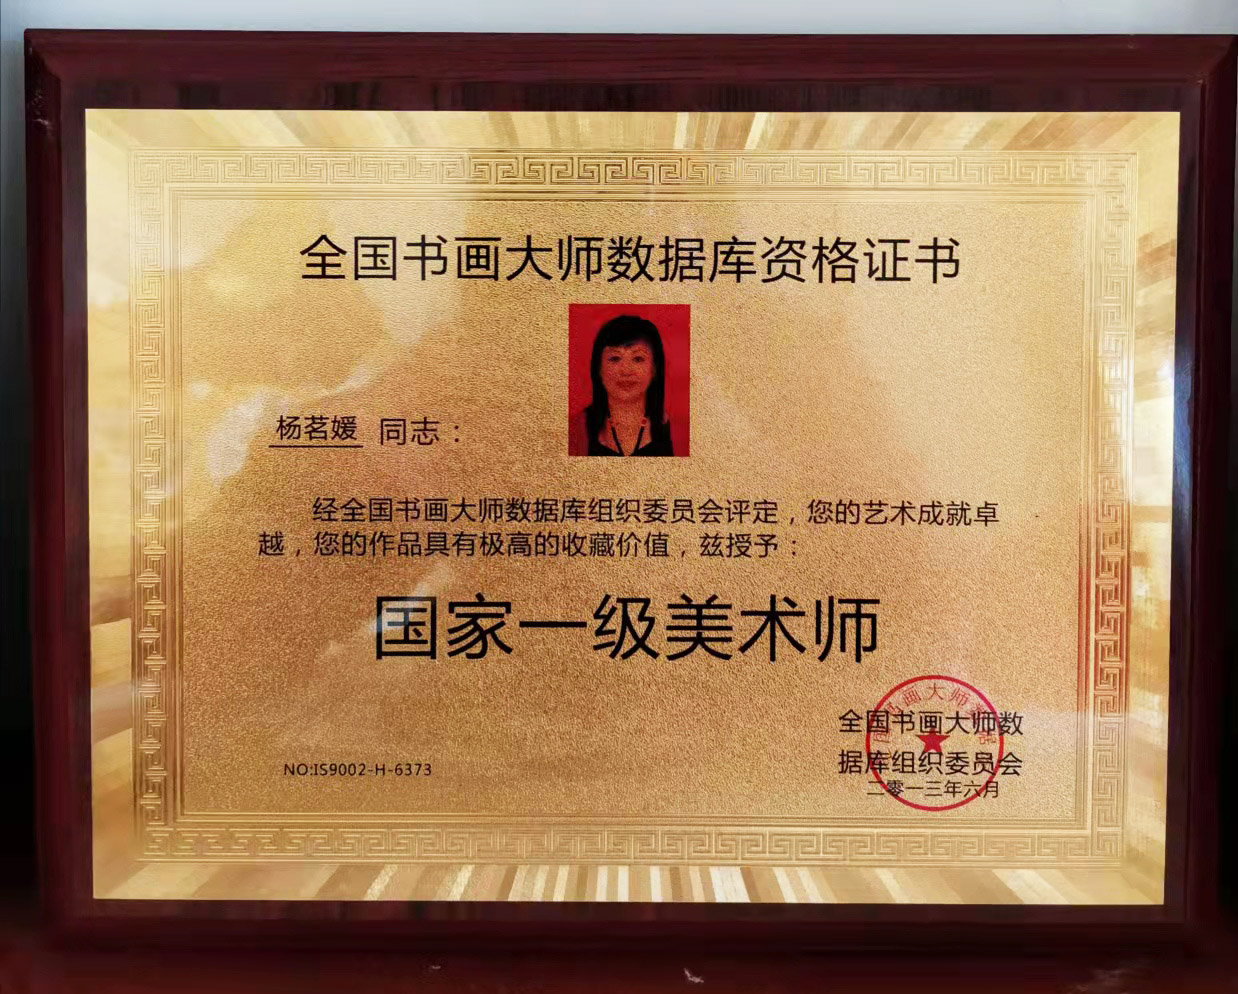 全国书画大师数据库资格证书
杨茗媛 同志：
经全国书画大师数据库组织委员会评定，您的艺术成就卓
越，您的作品具有极高的收藏价值，兹授予：
国家一级美术师
全国书画大师数
据库组织委员会
二零一三年六月
NO:IS9002-H-6373